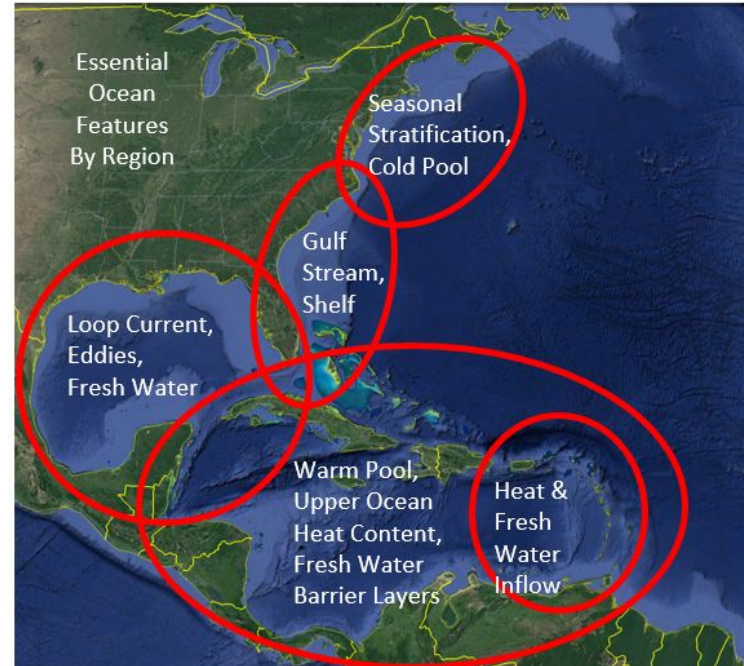 Essential
Ocean
Features
By Region
Seasonal
Stratification,
Cold Pool
Gulf
Stream,
Shelf
Loop Current,
Eddies,
Fresh Water
Warm Pool,
Upper Ocean
Heat Content,
Fresh Water
Barrier Layers
Heat &
Fresh
Water
Inflow